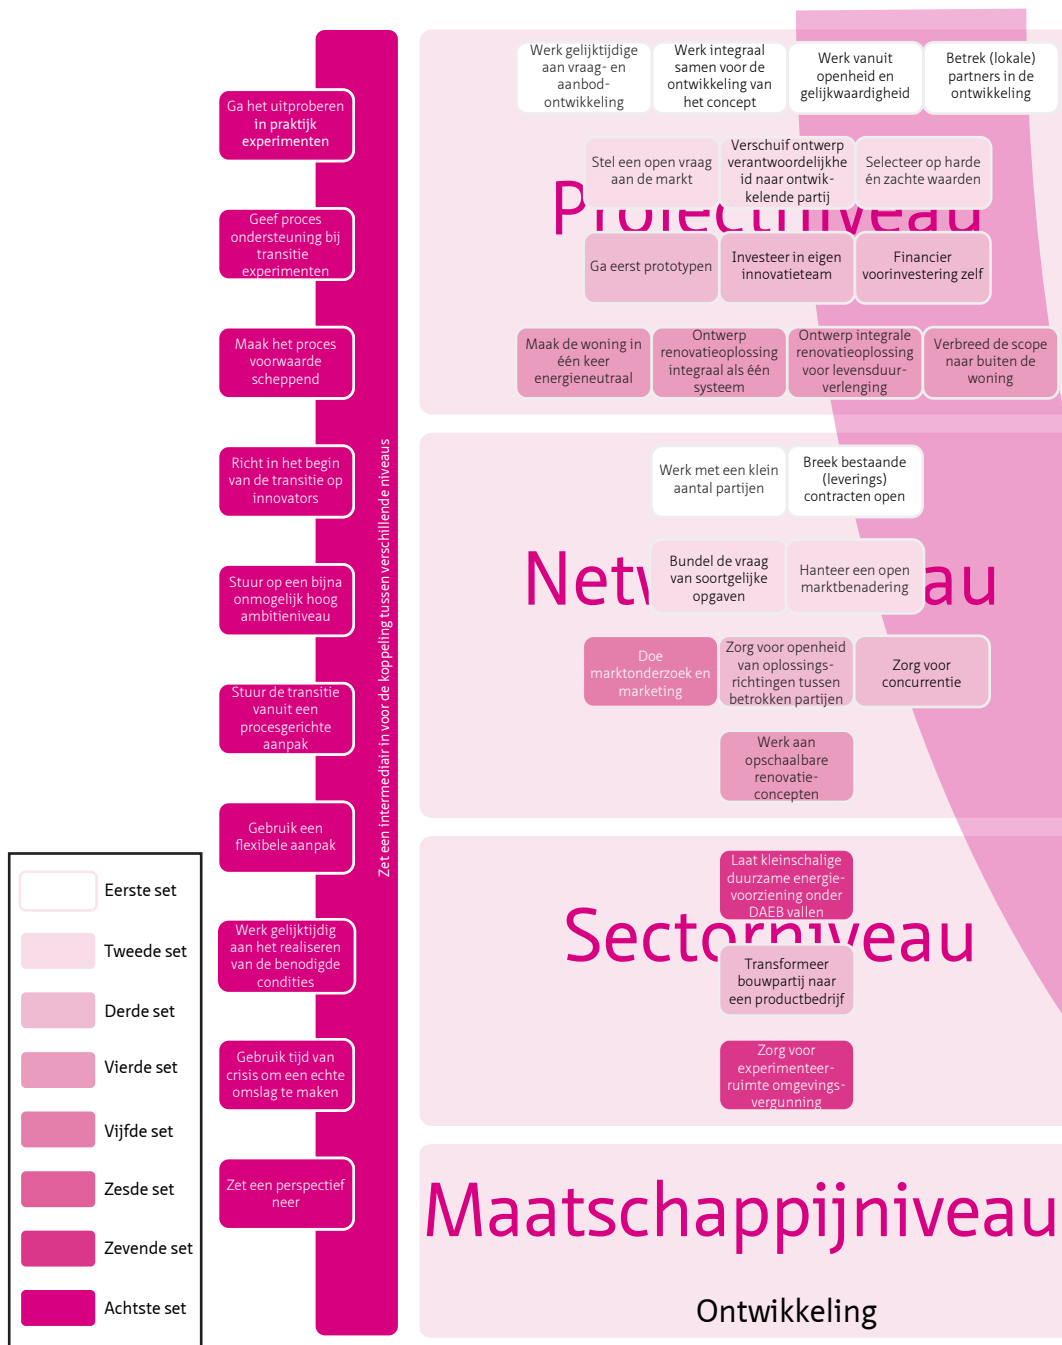 Ga het uitproberen
in praktijk
experimenten
Geef proces
ondersteuning bij
transitie
experimenten
Maak het proces
voorwaarde
scheppend
Richt in het begin
van de transitie op
innovators
Stuur op een bijna
onmogelijk hoog
ambitieniveau
Stuur de transitie
vanuit een
procesgerichte
aanpak
Gebruik een
flexibele aanpak
Werk gelijktijdig
aan het realiseren
van de benodigde
condities
Gebruik tijd van
crisis om een echte
omslag te maken
Zet een perspectief
neer
Zet een intermediair in voor de koppeling tussen verschillende niveaus
Werk gelijktijdige
aan vraag- en
aanbod-
ontwikkeling
Werk integraal
samen voor de
ontwikkeling van
het concept
Werk vanuit
openheid en
gelijkwaardigheid
Betrek (lokale)
partners in de
ontwikkeling
Stel een open vraag
aan de markt
Verschuif ontwerp
verantwoordelijkhe
id naar ontwik-
kelende partij
Selecteer op harde
én zachte waarden
Projectniveau
Ga eerst prototypen
Investeer in eigen
innovatieteam
Financier
voorinvestering zelf
Maak de woning in
één keer
energieneutraal
Ontwerp
renovatieoplossing
integraal als één
systeem
Ontwerp integrale
renovatieoplossing
voor levensduur-
verlenging
Verbreed de scope
naar buiten de
woning
Werk met een klein
aantal partijen
Breek bestaande
(leverings)
contracten open
Bundel de vraag
van soortgelijke
opgaven
Hanteer een open
marktbenadering
Netw au
Doe
marktonderzoek en
marketing
Zorg voor openheid
van oplossings-
richtingen tussen
betrokken partijen
Zorg voor
concurrentie
Werk aan
opschaalbare
renovatie-
concepten
Laat kleinschalige
duurzame energie-
voorziening onder
DAEB vallen
Sectorniveau
Transformeer
bouwpartij naar
een productbedrijf
Zorg voor
experimenteer-
ruimte omgevings-
vergunning
Maatschappijniveau
Ontwikkeling
Eerste set
Tweede set
Derde set
Vierde set
Vijfde set
Zesde set
Zevende set
Achtste set